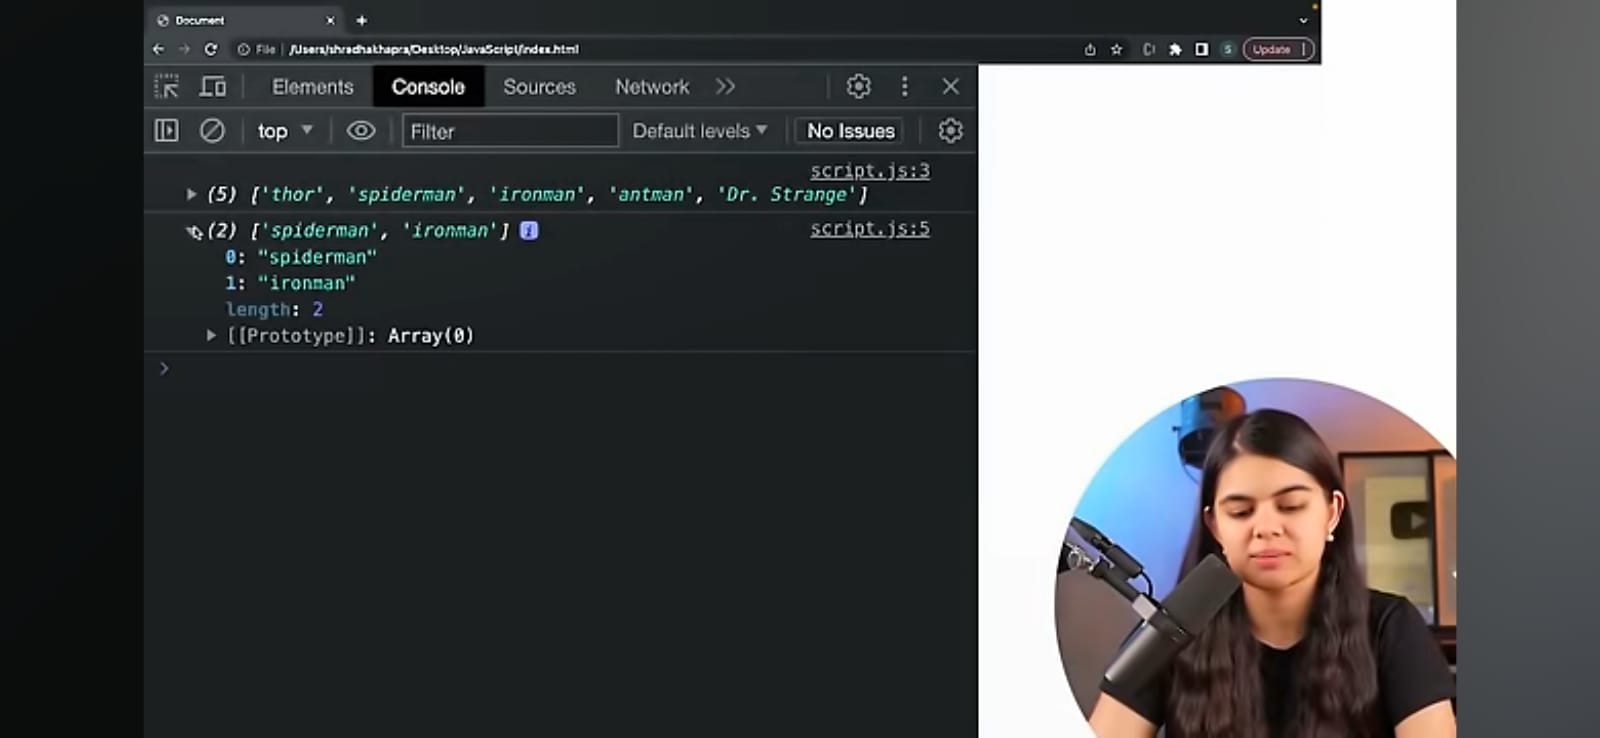 Document
File | /Users/shradhakhapra/Desktop/JavaScript/index.html
S
Update
Elements Console Sources Network
top Filter Default levels No Issues
script.js:3
(5) ['thor', 'spiderman', 'ironman', 'antman', 'Dr. Strange']
(2) ['spiderman', 'ironman'] i script.js:5
0: "spiderman"
1: "ironman"
length: 2
[[Prototype]]: Array(0)